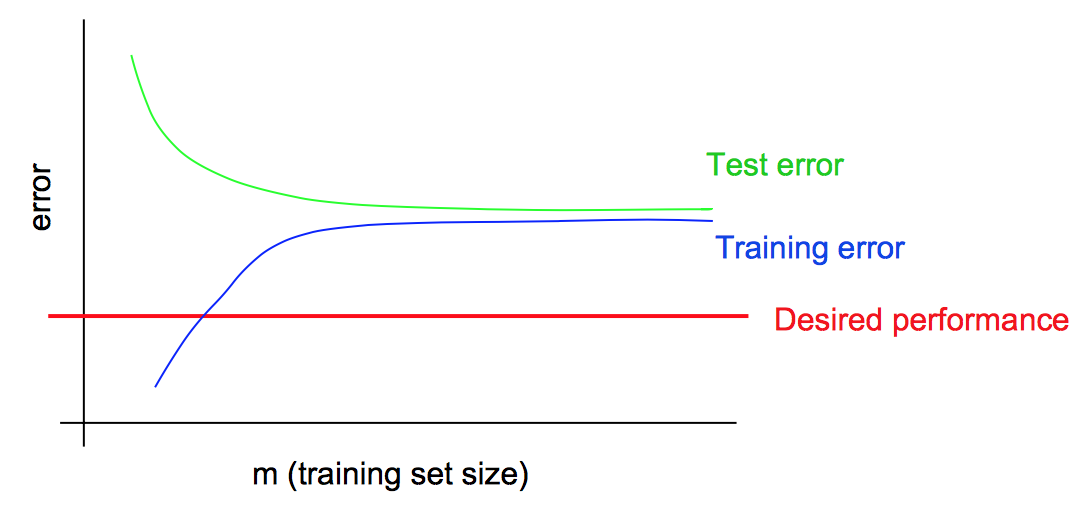 Test error
error
Training error
Desired performance
m (training set size)